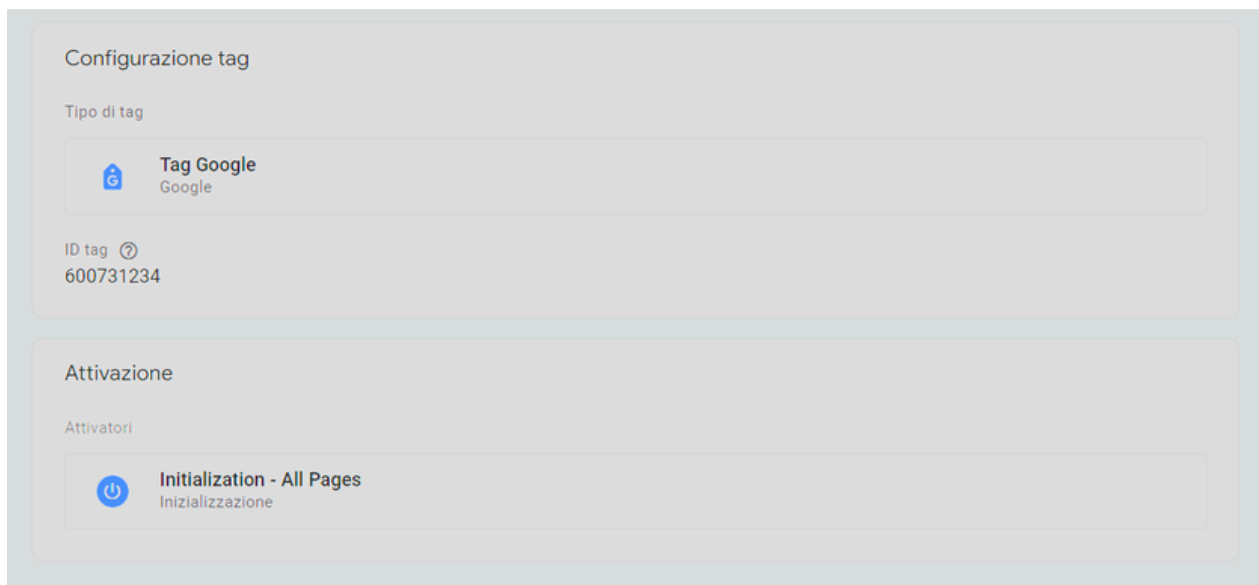 Configurazione tag
Tipo di tag
Tag Google
Google
ID tag
600731234
Attivazione
Attivatori
Initialization - All Pages
Inizializzazione